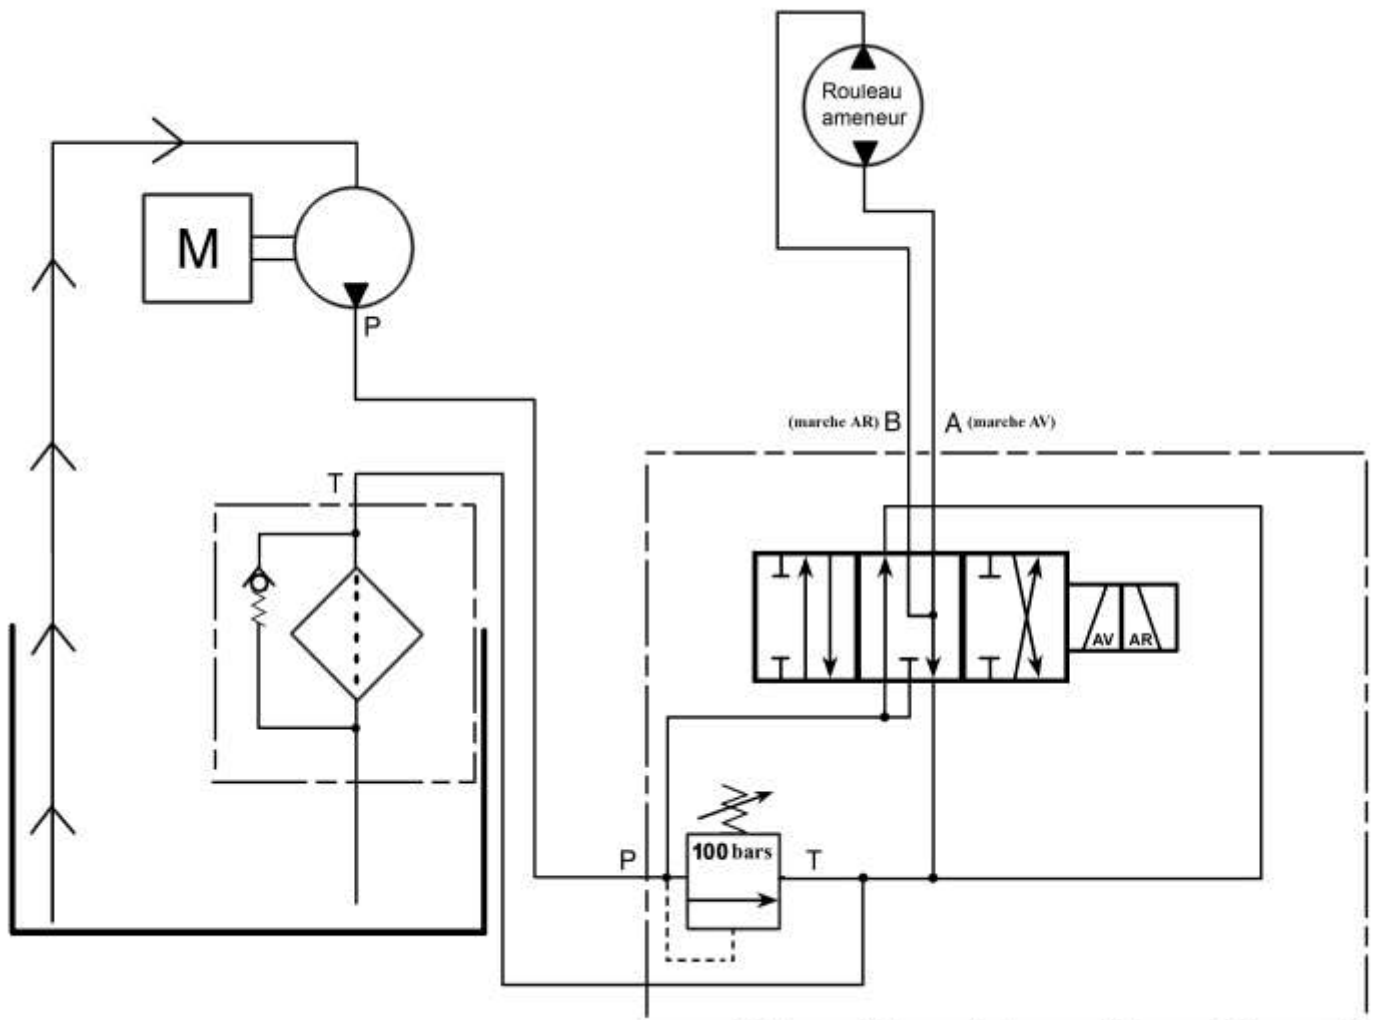 Rouleau
ameneur
M
P
(marche AR) B
A (marche AV)
T
AV
AR
100 bars
P
T